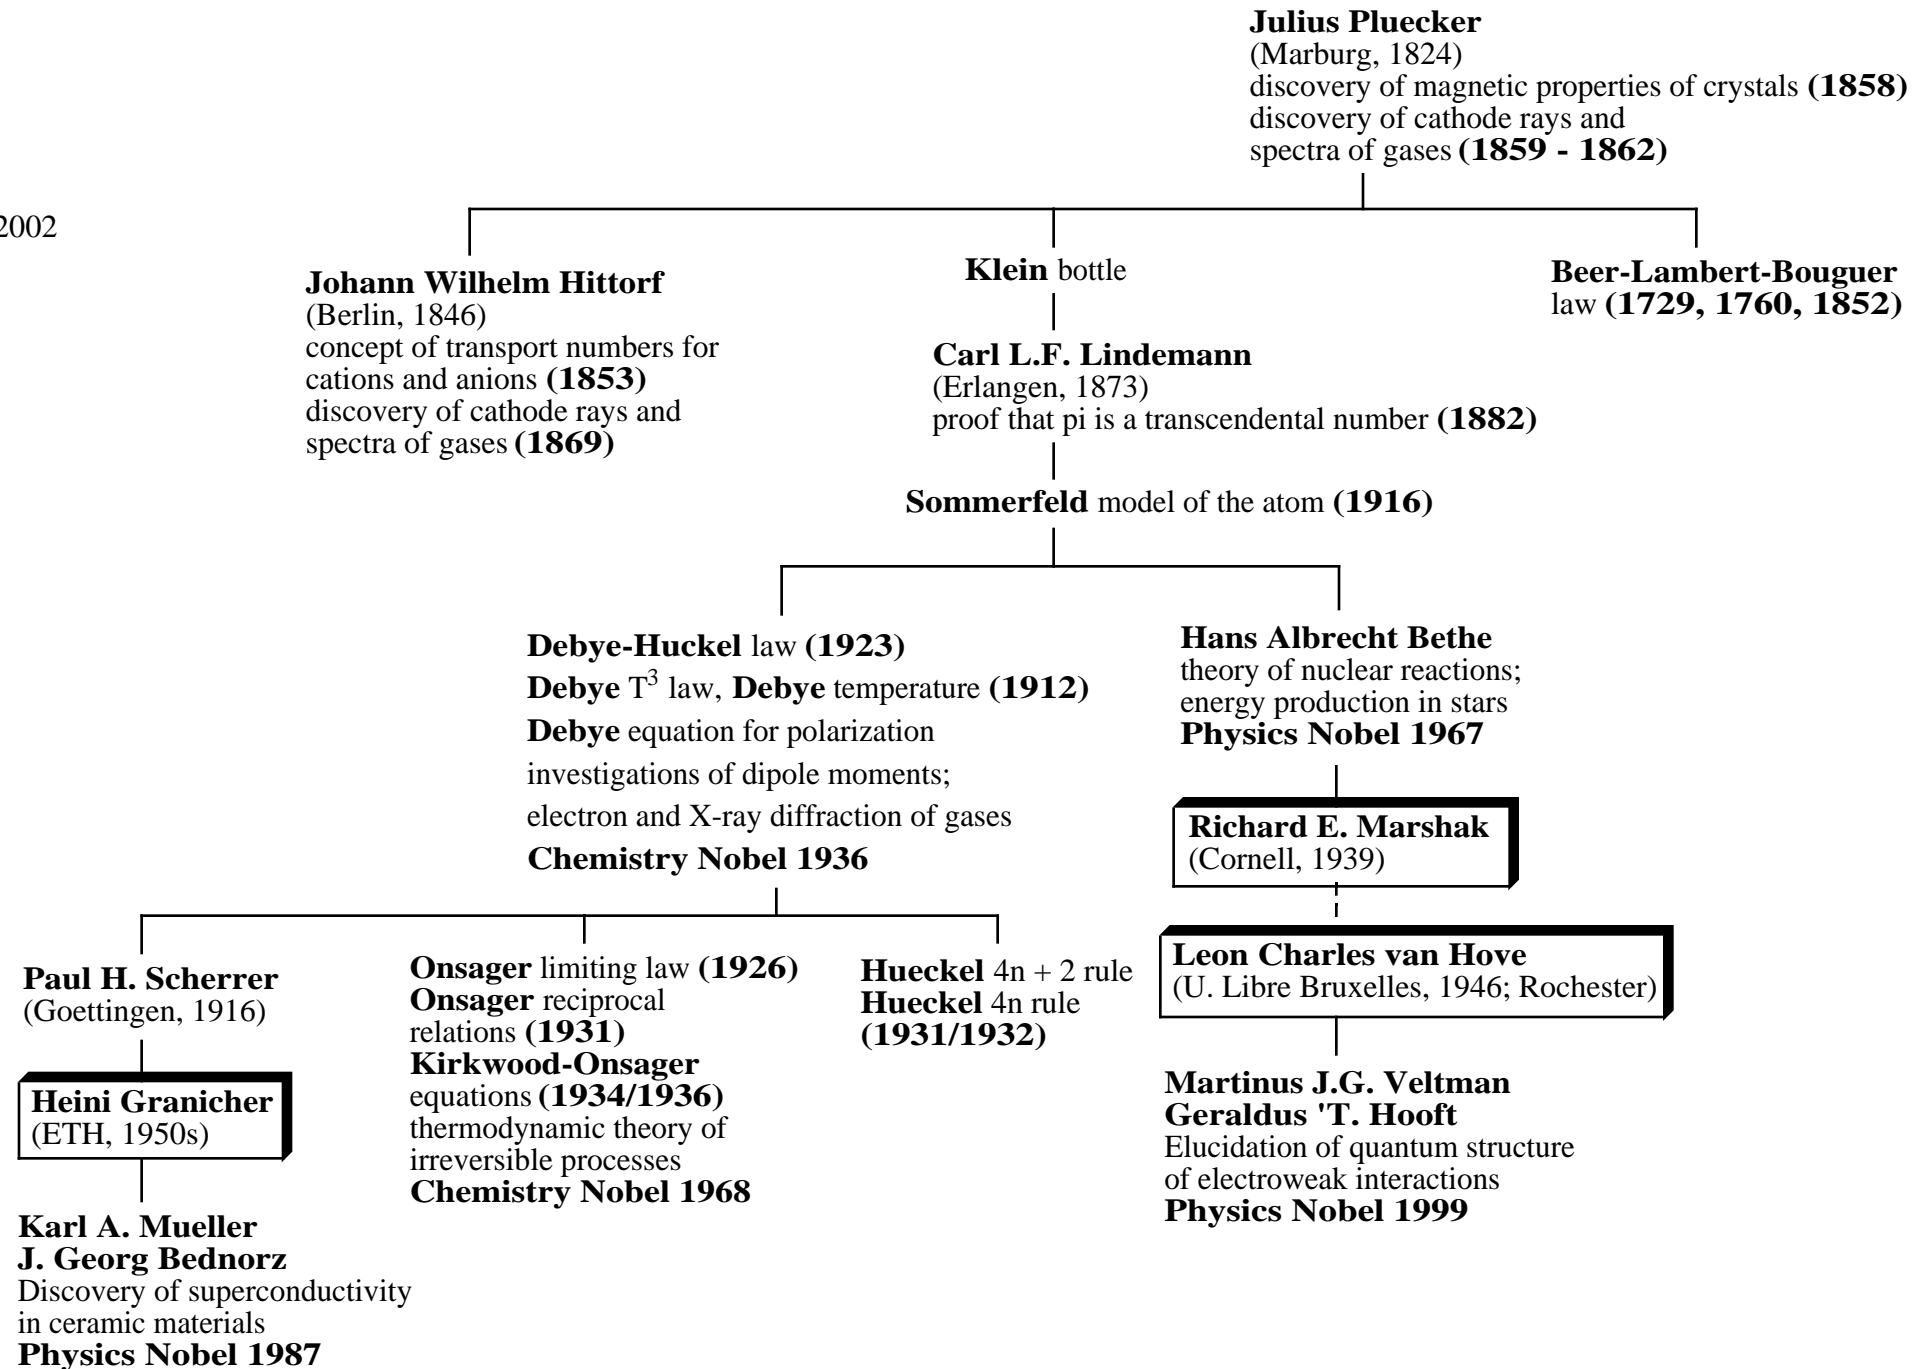 Julius Pluecker
(Marburg, 1824)
discovery of magnetic properties of crystals (1858)
discovery of cathode rays and
spectra of gases (1859 - 1862)
2002
Johann Wilhelm Hittorf
(Berlin, 1846)
concept of transport numbers for
cations and anions (1853)
discovery of cathode rays and
spectra of gases (1869)
Klein bottle
Beer-Lambert-Bouguer
law (1729, 1760, 1852)
Carl L.F. Lindemann
(Erlangen, 1873)
proof that pi is a transcendental number (1882)
Sommerfeld model of the atom (1916)
Debye-Huckel law (1923)
Debye T³ law, Debye temperature (1912)
Debye equation for polarization
investigations of dipole moments;
electron and X-ray diffraction of gases
Chemistry Nobel 1936
Hans Albrecht Bethe
theory of nuclear reactions;
energy production in stars
Physics Nobel 1967
Richard E. Marshak
(Cornell, 1939)
Paul H. Scherrer
(Goettingen, 1916)
Onsager limiting law (1926)
Onsager reciprocal
relations (1931)
Kirkwood-Onsager
equations (1934/1936)
thermodynamic theory of
irreversible processes
Chemistry Nobel 1968
Hueckel 4n + 2 rule
Hueckel 4n rule
(1931/1932)
Leon Charles van Hove
(U. Libre Bruxelles, 1946; Rochester)
Heini Granicher
(ETH, 1950s)
Martinus J.G. Veltman
Geraldus 'T. Hooft
Elucidation of quantum structure
of electroweak interactions
Physics Nobel 1999
Karl A. Mueller
J. Georg Bednorz
Discovery of superconductivity
in ceramic materials
Physics Nobel 1987